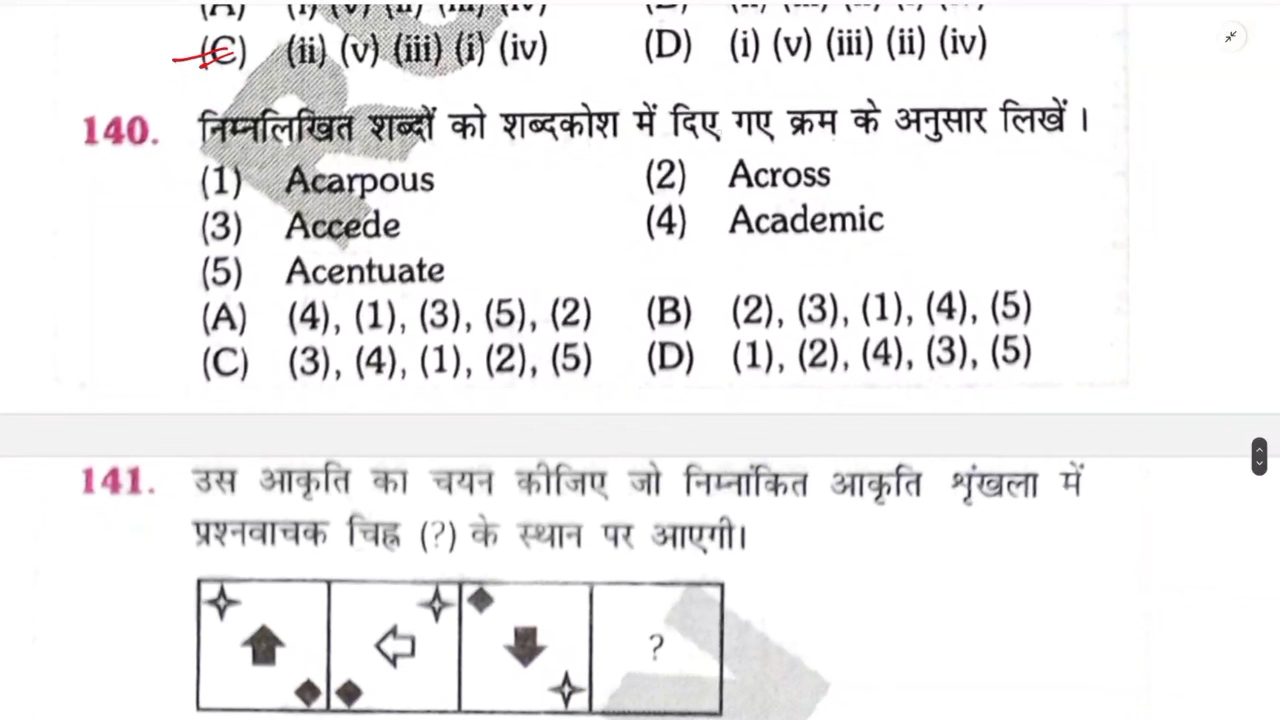 (C) (ii) (v) (iii) (i) (iv) (D) (i) (v) (iii) (ii) (iv)
140. निम्नलिखित शब्दों को शब्दकोश में दिए गए क्रम के अनुसार लिखें ।
(1) Acarpous (2) Across
(3) Accede (4) Academic
(5) Acentuate
(A) (4), (1), (3), (5), (2) (B) (2), (3), (1), (4), (5)
(C) (3), (4), (1), (2), (5) (D) (1), (2), (4), (3), (5)
141. उस आकृति का चयन कीजिए जो निम्नांकित आकृति शृंखला में
प्रश्नवाचक चिह्न (?) के स्थान पर आएगी।
?